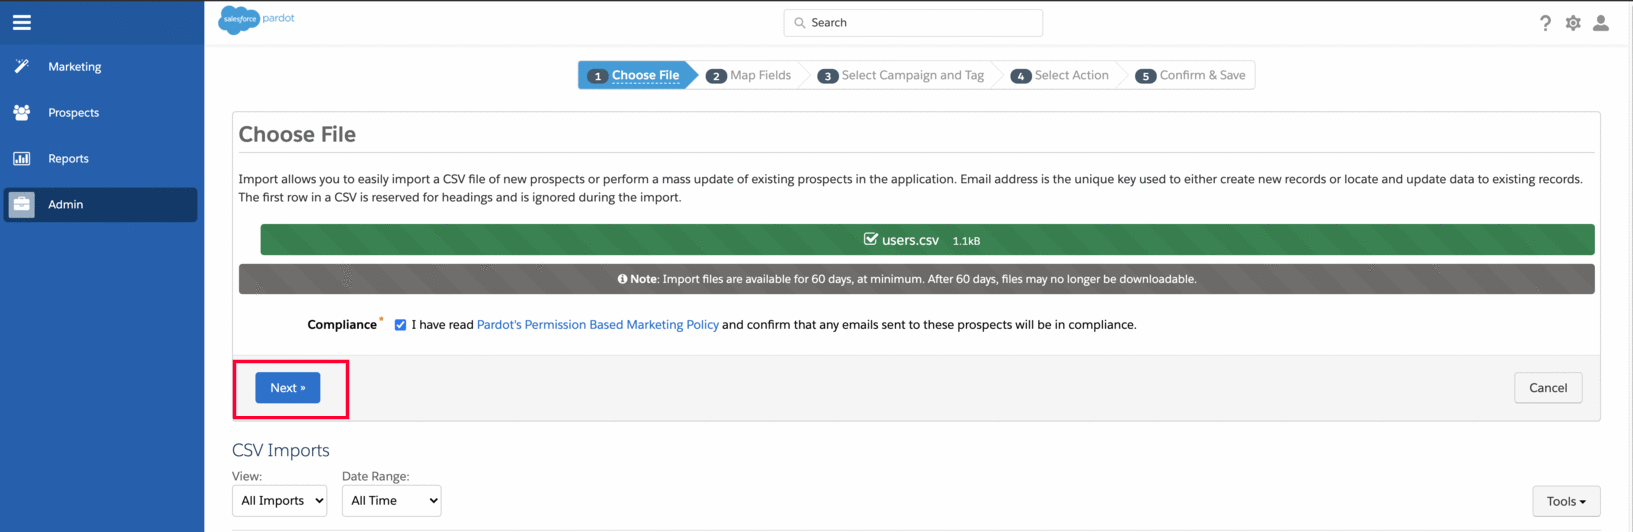 salesforce pardot
Search
Marketing
Prospects
Reports
Admin
1 Choose File 2 Map Fields 3 Select Campaign and Tag 4 Select Action 5 Confirm & Save
Choose File
Import allows you to easily import a CSV file of new prospects or perform a mass update of existing prospects in the application. Email address is the unique key used to either create new records or locate and update data to existing records.
The first row in a CSV is reserved for headings and is ignored during the import.
users.csv 1.1kB
Note: Import files are available for 60 days, at minimum. After 60 days, files may no longer be downloadable.
Compliance* I have read Pardot's Permission Based Marketing Policy and confirm that any emails sent to these prospects will be in compliance.
Next » Cancel
CSV Imports
View: Date Range:
All Imports All Time Tools